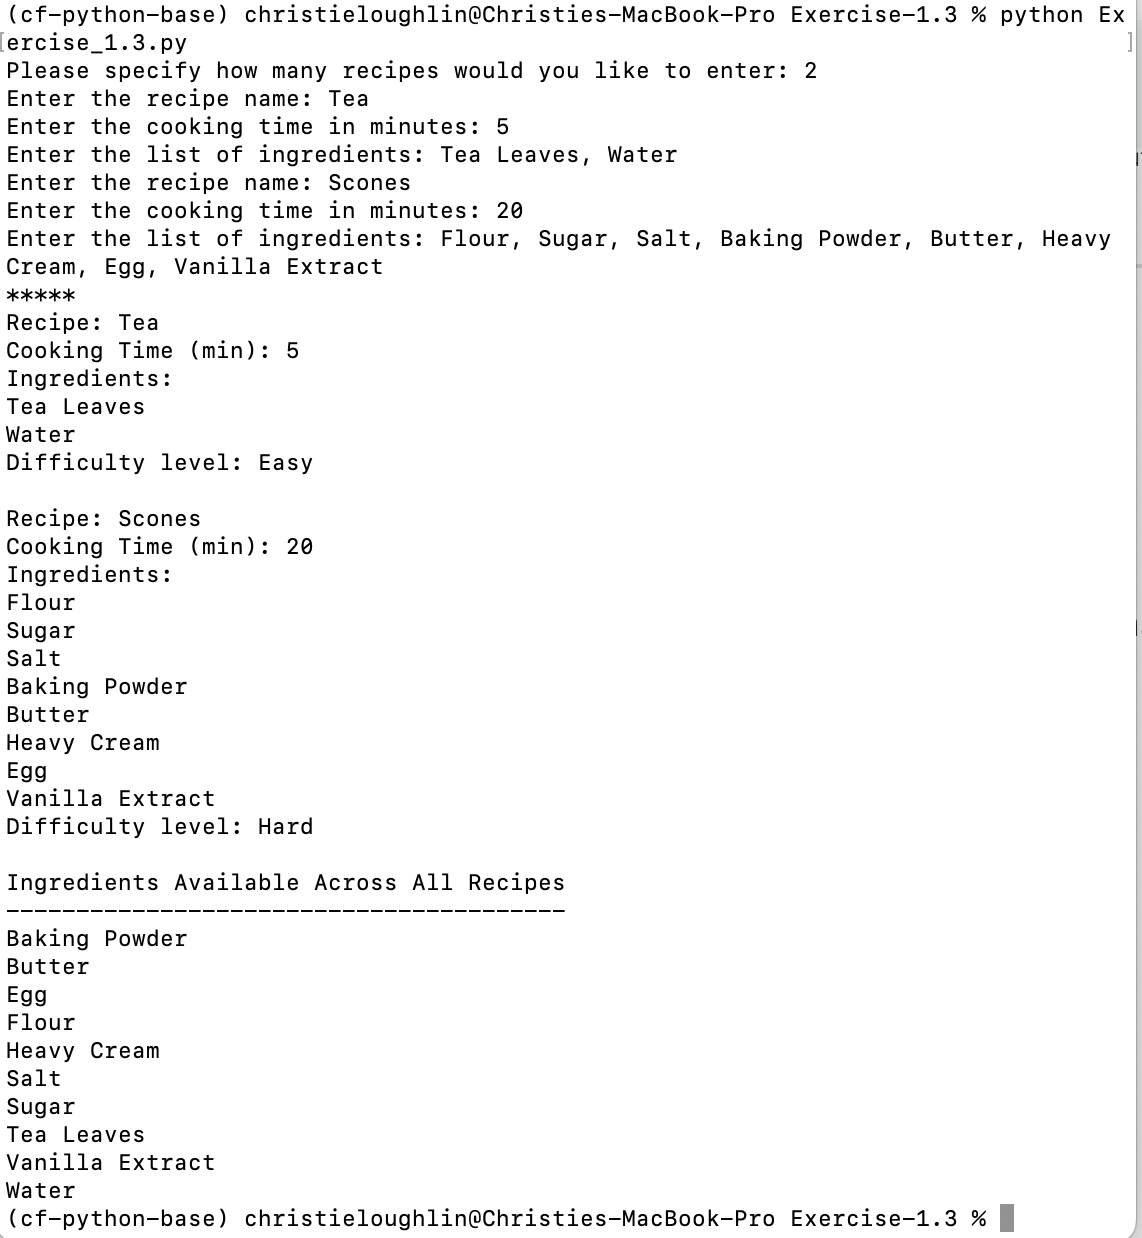 (cf-python-base) christieloughlin@Christies-MacBook-Pro Exercise-1.3 % python Ex
[ercise_1.3.py ]
Please specify how many recipes would you like to enter: 2
Enter the recipe name: Tea
Enter the cooking time in minutes: 5
Enter the list of ingredients: Tea Leaves, Water
Enter the recipe name: Scones
Enter the cooking time in minutes: 20
Enter the list of ingredients: Flour, Sugar, Salt, Baking Powder, Butter, Heavy
Cream, Egg, Vanilla Extract
*****
Recipe: Tea
Cooking Time (min): 5
Ingredients:
Tea Leaves
Water
Difficulty level: Easy

Recipe: Scones
Cooking Time (min): 20
Ingredients:
Flour
Sugar
Salt
Baking Powder
Butter
Heavy Cream
Egg
Vanilla Extract
Difficulty level: Hard

Ingredients Available Across All Recipes
----------------------------------------
Baking Powder
Butter
Egg
Flour
Heavy Cream
Salt
Sugar
Tea Leaves
Vanilla Extract
Water
(cf-python-base) christieloughlin@Christies-MacBook-Pro Exercise-1.3 %